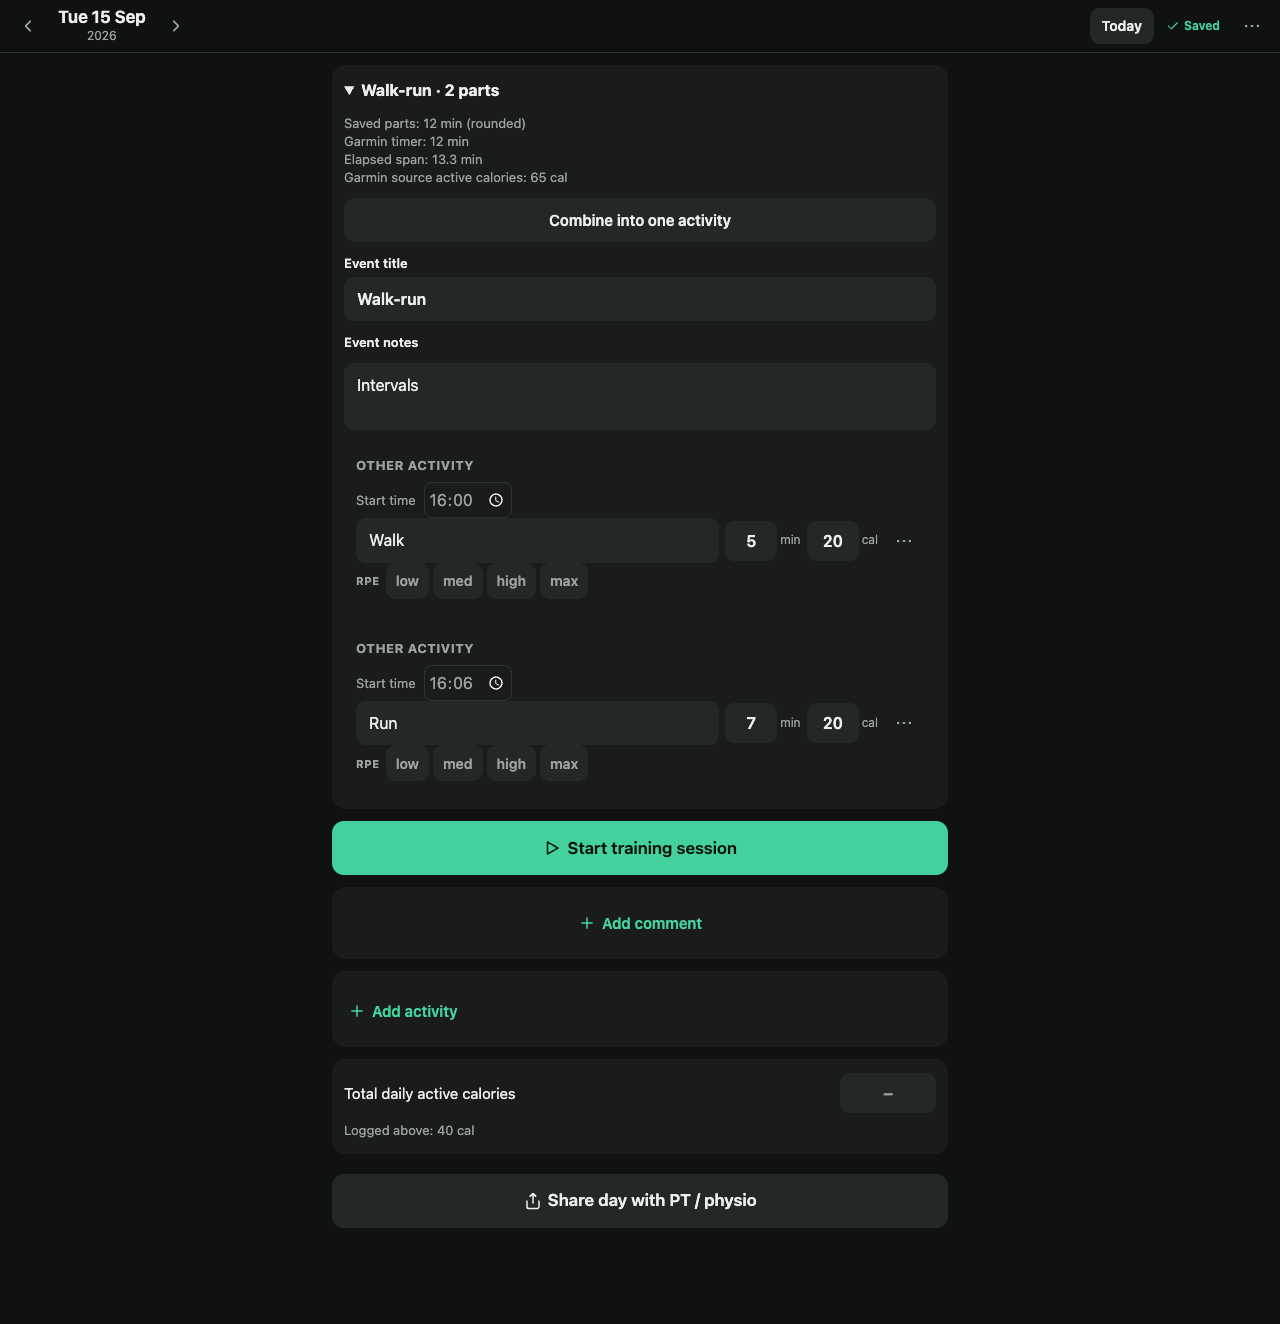 Tue 15 Sep
2026
Today
Saved
Walk-run · 2 parts
Saved parts: 12 min (rounded)
Garmin timer: 12 min
Elapsed span: 13.3 min
Garmin source active calories: 65 cal
Combine into one activity
Event title
Walk-run
Event notes
Intervals
OTHER ACTIVITY
Start time 16:00
Walk 5 min 20 cal
RPE low med high max
OTHER ACTIVITY
Start time 16:06
Run 7 min 20 cal
RPE low med high max
Start training session
Add comment
Add activity
Total daily active calories –
Logged above: 40 cal
Share day with PT / physio